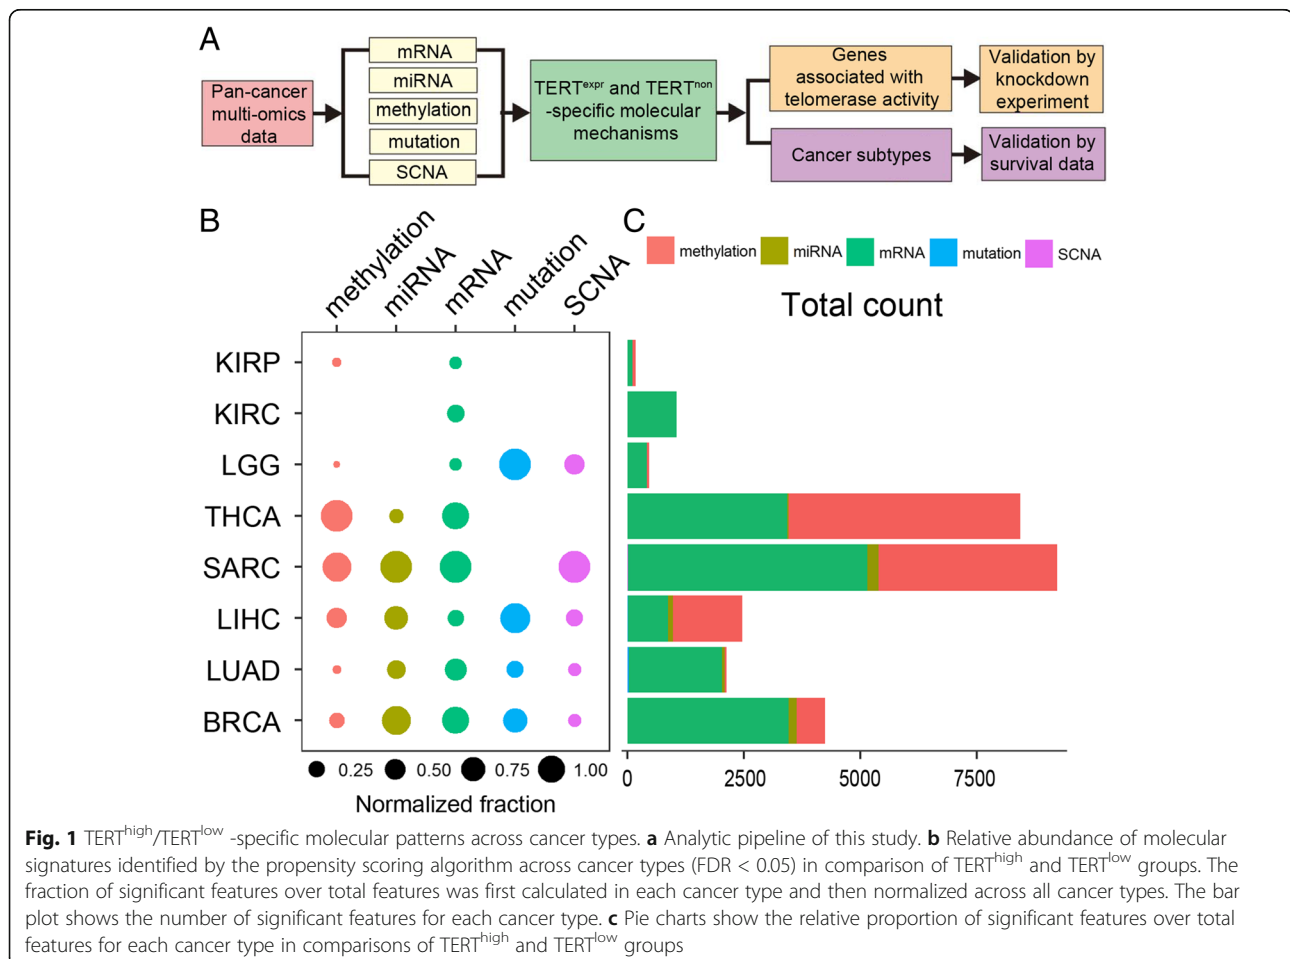 A
Pan-cancer
multi-omics
data
mRNA
miRNA
methylation
mutation
SCNA
TERTexpr and TERTnon
-specific molecular
mechanisms
Genes
associated with
telomerase activity
Validation by
knockdown
experiment
Cancer subtypes
Validation by
survival data
B
methylation
miRNA
mRNA
mutation
SCNA
KIRP
KIRC
LGG
THCA
SARC
LIHC
LUAD
BRCA
0.25 0.50 0.75 1.00
Normalized fraction
C
methylation miRNA mRNA mutation SCNA
Total count
0 2500 5000 7500
Fig. 1 TERThigh/TERTlow -specific molecular patterns across cancer types. a Analytic pipeline of this study. b Relative abundance of molecular
signatures identified by the propensity scoring algorithm across cancer types (FDR < 0.05) in comparison of TERThigh and TERTlow groups. The
fraction of significant features over total features was first calculated in each cancer type and then normalized across all cancer types. The bar
plot shows the number of significant features for each cancer type. c Pie charts show the relative proportion of significant features over total
features for each cancer type in comparisons of TERThigh and TERTlow groups